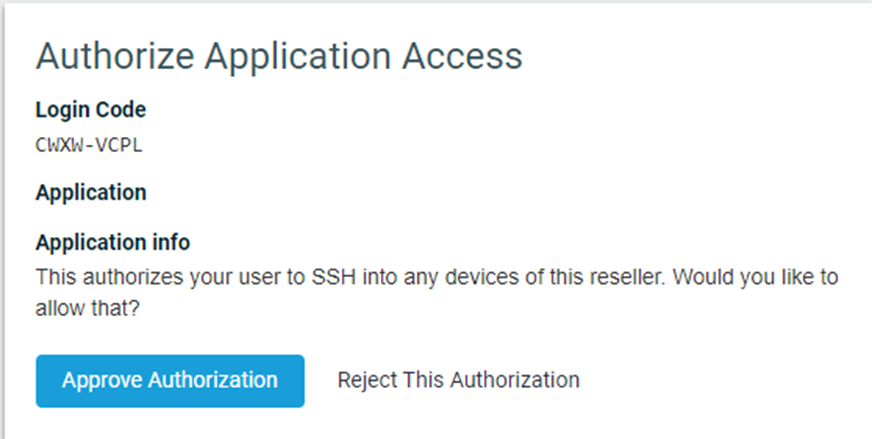 Authorize Application Access
Login Code
CWXW-VCPL
Application
Application info
This authorizes your user to SSH into any devices of this reseller. Would you like to
allow that?
Approve Authorization
Reject This Authorization